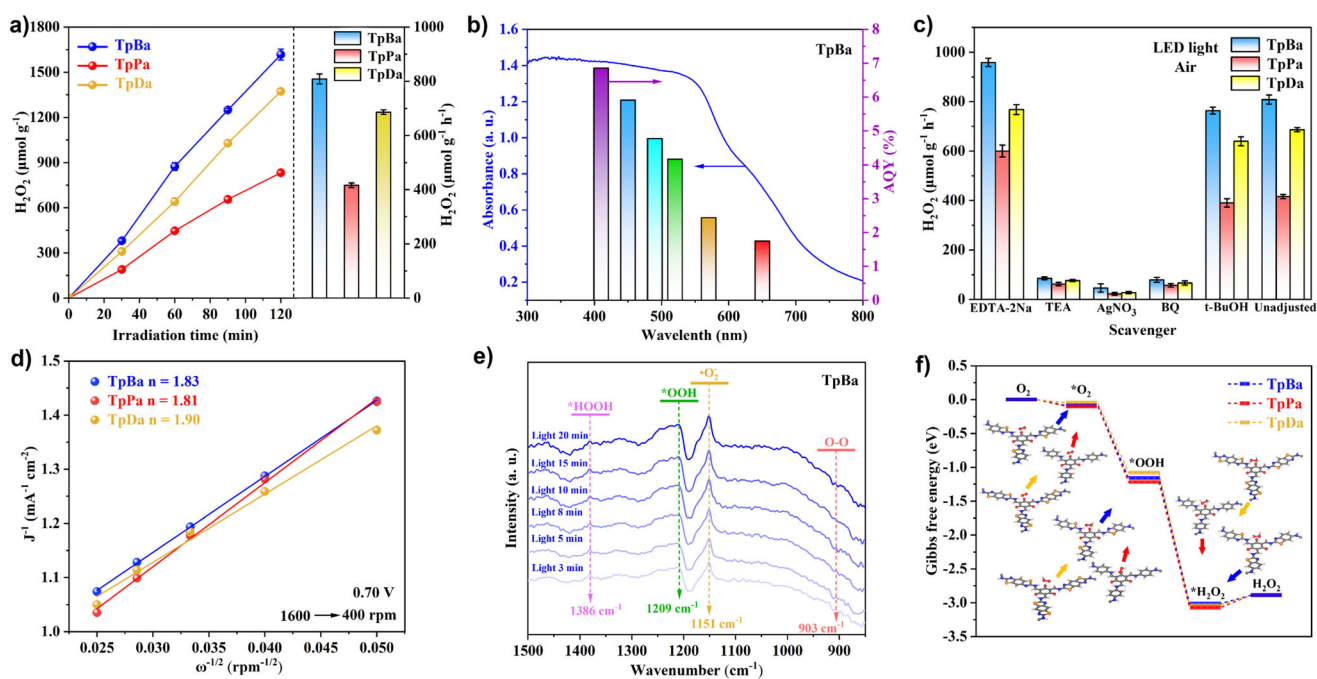 a)
1800
1500
1200
900
600
300
0
H₂O₂ (μmol g⁻¹)
TpBa
TpPa
TpDa
0 30 60 90 120
Irradiation time (min)
TpBa
TpPa
TpDa
1000
800
600
400
200
0
H₂O₂ (μmol g⁻¹ h⁻¹)
b)
TpBa
1.6
1.4
1.2
1.0
0.8
0.6
0.4
0.2
Absorbance (a. u.)
8
7
6
5
4
3
2
1
0
AQY (%)
300 400 500 600 700 800
Wavelenth (nm)
c)
LED light
Air
TpBa
TpPa
TpDa
1000
800
600
400
200
0
H₂O₂ (μmol g⁻¹ h⁻¹)
EDTA-2Na TEA AgNO₃ BQ t-BuOH Unadjusted
Scavenger
d)
TpBa n = 1.83
TpPa n = 1.81
TpDa n = 1.90
1.5
1.4
1.3
1.2
1.1
1.0
J⁻¹ (mA⁻¹ cm⁻²)
0.70 V
1600 → 400 rpm
0.025 0.030 0.035 0.040 0.045 0.050
ω⁻¹/² (rpm⁻¹/²)
e)
TpBa
•O₂⁻
*OOH
*HOOH
O-O
Light 20 min
Light 15 min
Light 10 min
Light 8 min
Light 5 min
Light 3 min
1386 cm⁻¹
1209 cm⁻¹
1151 cm⁻¹
903 cm⁻¹
Intensity (a. u.)
1500 1400 1300 1200 1100 1000 900
Wavenumber (cm⁻¹)
f)
TpBa
TpPa
TpDa
0.5
0.0
-0.5
-1.0
-1.5
-2.0
-2.5
-3.0
-3.5
Gibbs free energy (eV)
O₂
*O₂
*OOH
*H₂O₂
H₂O₂